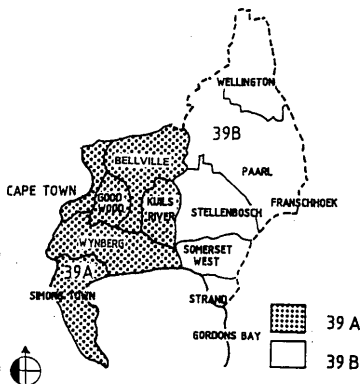 WELLINGTON
39B
BELLVILLE
PAARL
CAPE TOWN
GOOD
WOOD
KUILS
RIVER
FRANSCHHOEK
STELLENBOSCH
WYNBERG
SOMERSET
WEST
39A
SIMONS TOWN
STRAND
GORDONS BAY
39 A
39 B